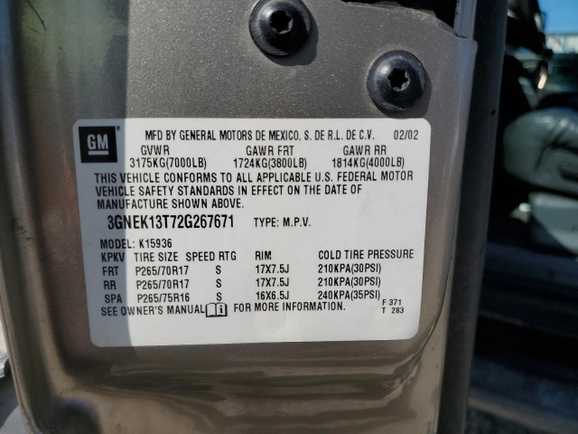 GM
MFD BY GENERAL MOTORS DE MEXICO, S. DE R.L. DE C.V. 02/02
GVWR GAWR FRT GAWR RR
3175KG(7000LB) 1724KG(3800LB) 1814KG(4000LB)
THIS VEHICLE CONFORMS TO ALL APPLICABLE U.S. FEDERAL MOTOR
VEHICLE SAFETY STANDARDS IN EFFECT ON THE DATE OF
MANUFACTURE SHOWN ABOVE.
3GNEK13T72G267671 TYPE: M.P.V.
MODEL: K15936
KPKV TIRE SIZE SPEED RTG RIM COLD TIRE PRESSURE
FRT P265/70R17 S 17X7.5J 210KPA(30PSI)
RR P265/70R17 S 17X7.5J 210KPA(30PSI)
SPA P265/75R16 S 16X6.5J 240KPA(35PSI)
SEE OWNER'S MANUAL FOR MORE INFORMATION.
F 371
T 283